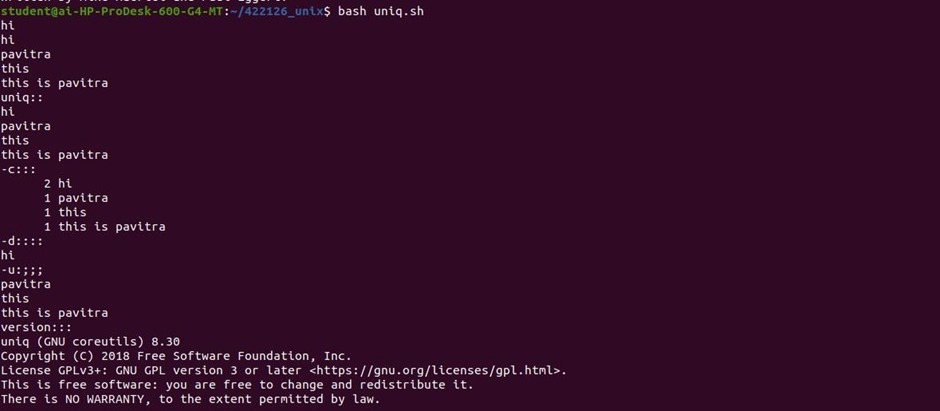 student@ai-HP-ProDesk-600-G4-MT:~/422126_unix$ bash uniq.sh
hi
hi
pavitra
this
this is pavitra
uniq::
hi
pavitra
this
this is pavitra
-c:::
2 hi
1 pavitra
1 this
1 this is pavitra
-d::::
hi
-u:;;;
pavitra
this
this is pavitra
version:::
uniq (GNU coreutils) 8.30
Copyright (C) 2018 Free Software Foundation, Inc.
License GPLv3+: GNU GPL version 3 or later <https://gnu.org/licenses/gpl.html>.
This is free software: you are free to change and redistribute it.
There is NO WARRANTY, to the extent permitted by law.